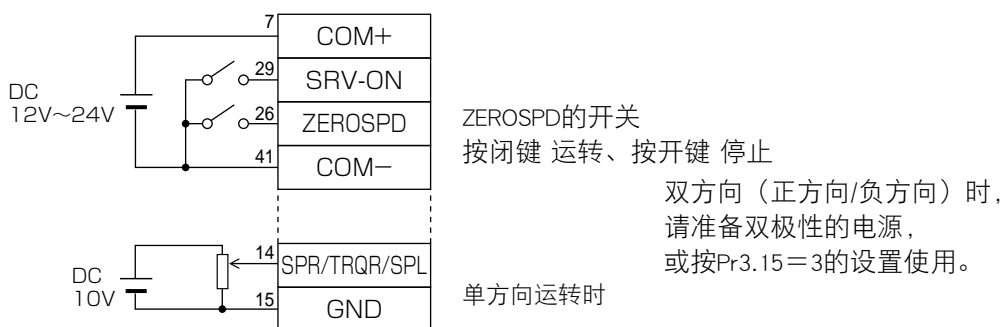 7
COM+
29
SRV-ON
DC
12V～24V
26
ZEROSPD
ZEROSPD的开关
41
COM－
按闭键 运转、按开键 停止
双方向（正方向/负方向）时，
请准备双极性的电源，
或按Pr3.15＝3的设置使用。
14
SPR/TRQR/SPL
DC
10V
15
GND
单方向运转时